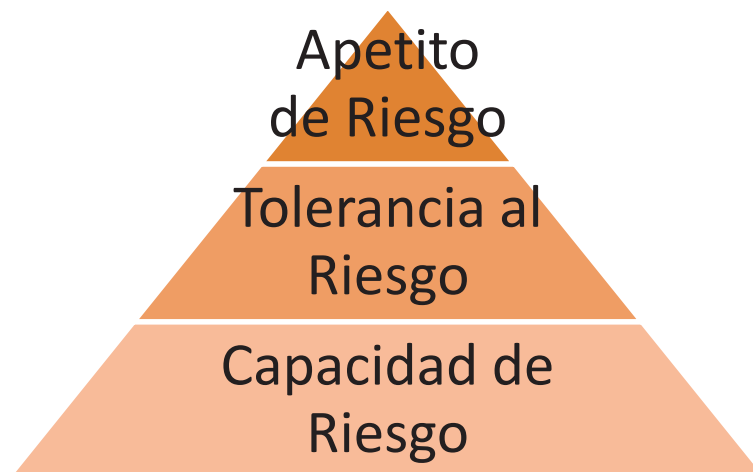 Apetito
de Riesgo
Tolerancia al
Riesgo
Capacidad de
Riesgo